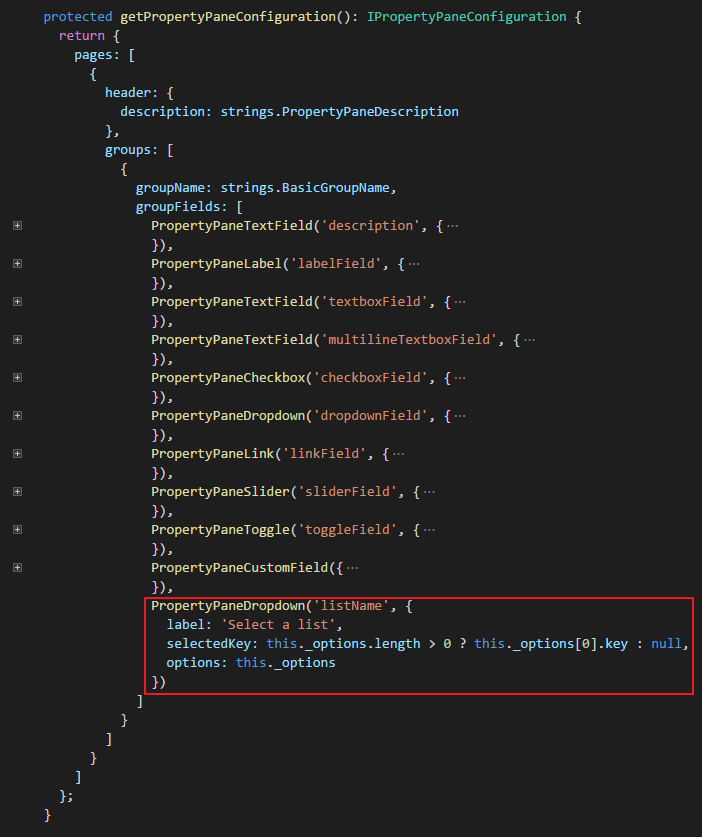 protected getPropertyPaneConfiguration(): IPropertyPaneConfiguration {
return {
pages: [
{
header: {
description: strings.PropertyPaneDescription
},
groups: [
{
groupName: strings.BasicGroupName,
groupFields: [
PropertyPaneTextField('description', {···
}),
PropertyPaneLabel('labelField', {···
}),
PropertyPaneTextField('textboxField', {···
}),
PropertyPaneTextField('multilineTextboxField', {···
}),
PropertyPaneCheckbox('checkboxField', {···
}),
PropertyPaneDropdown('dropdownField', {···
}),
PropertyPaneLink('linkField', {···
}),
PropertyPaneSlider('sliderField', {···
}),
PropertyPaneToggle('toggleField', {···
}),
PropertyPaneCustomField({···
}),
PropertyPaneDropdown('listName', {
label: 'Select a list',
selectedKey: this._options.length > 0 ? this._options[0].key : null,
options: this._options
})
]
}
]
}
]
};
}